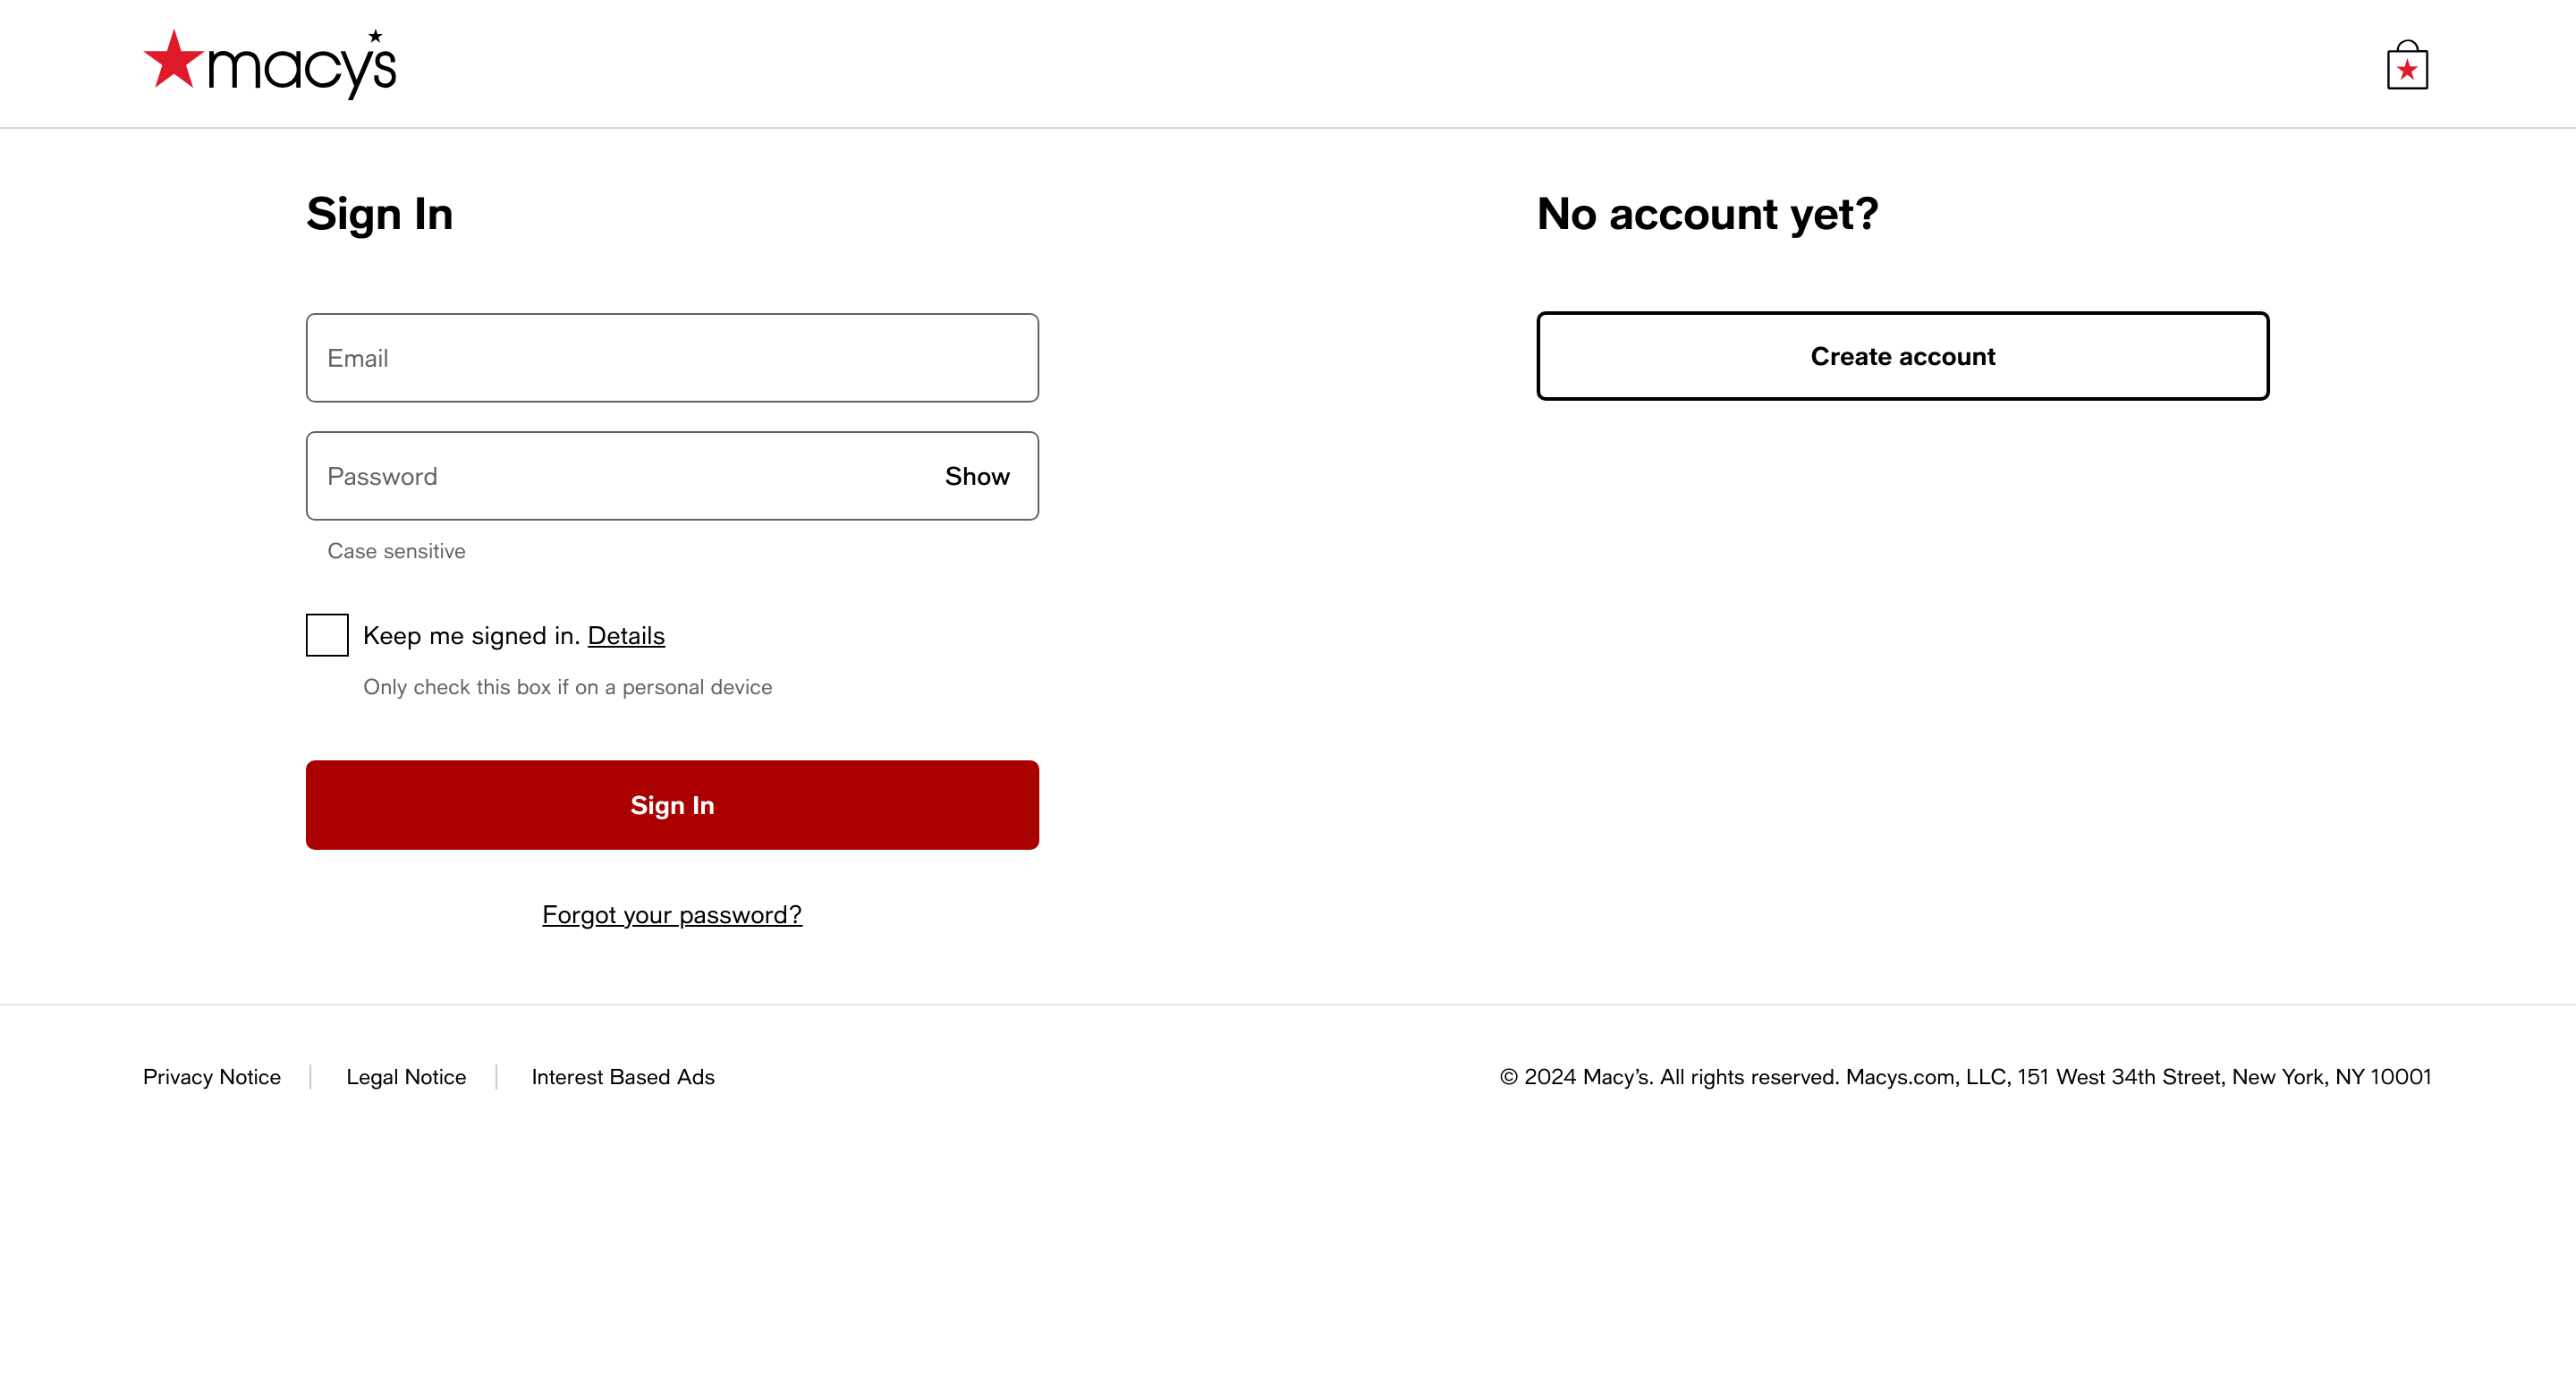 macys
Sign In
Email
Password
Show
Case sensitive
Keep me signed in. Details
Only check this box if on a personal device
Sign In
Forgot your password?
No account yet?
Create account
Privacy Notice
Legal Notice
Interest Based Ads
© 2024 Macy’s. All rights reserved. Macys.com, LLC, 151 West 34th Street, New York, NY 10001